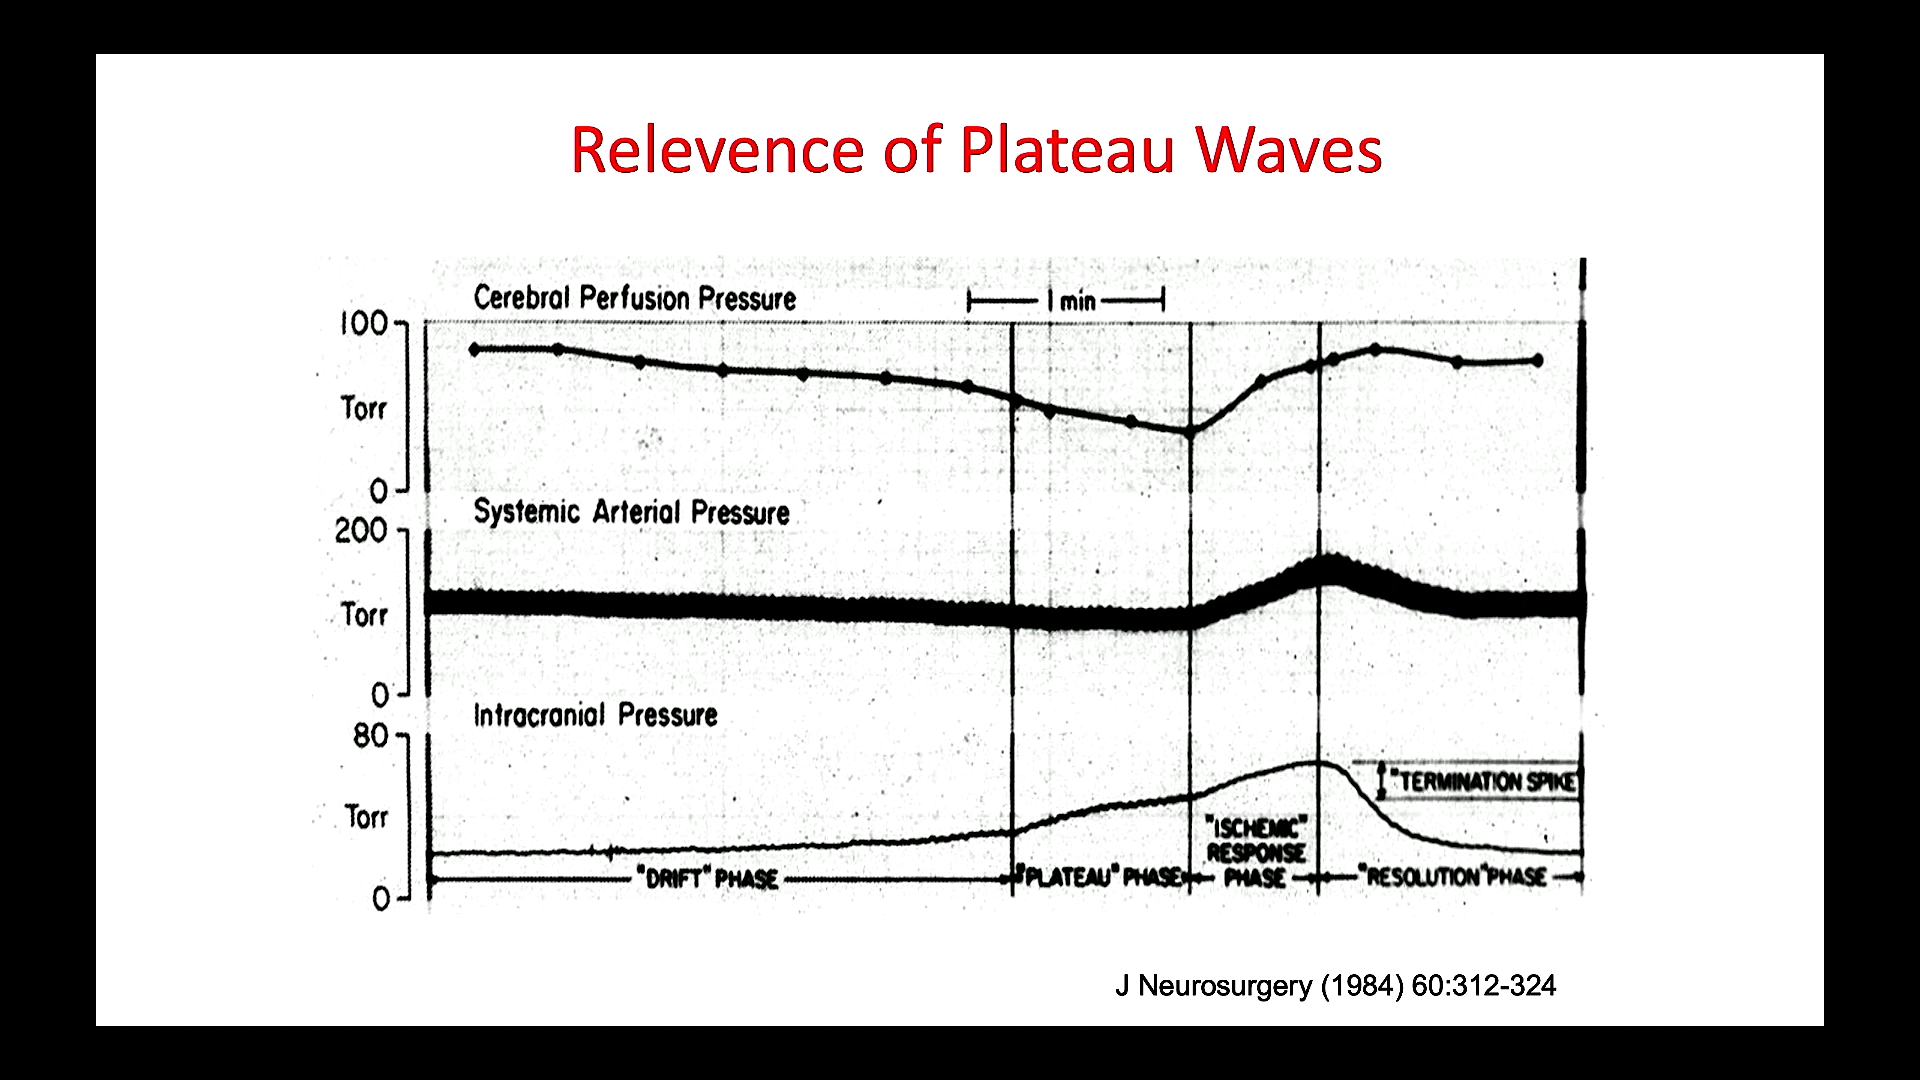 Relevence of Plateau Waves
Cerebral Perfusion Pressure
1 min
100
Torr
0
Systemic Arterial Pressure
200
Torr
0
Intracranial Pressure
80
Torr
0
"TERMINATION SPIKE"
"DRIFT" PHASE
"PLATEAU" PHASE
"ISCHEMIC"
RESPONSE
PHASE
"RESOLUTION" PHASE
J Neurosurgery (1984) 60:312-324